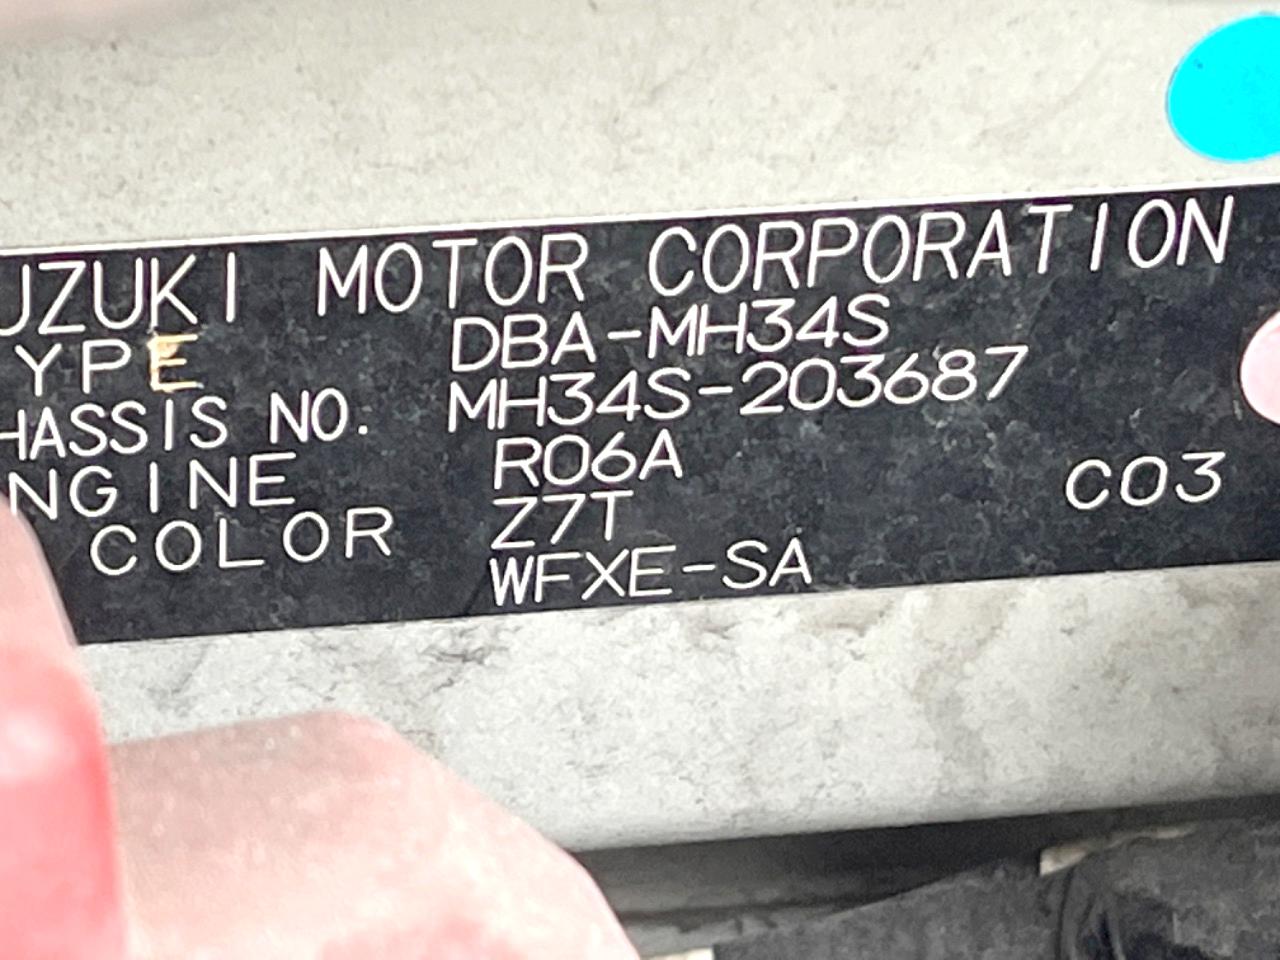 UZUKI MOTOR CORPORATION
YPE DBA-MH34S
HASSIS NO. MH34S-203687
NGINE R06A
COLOR Z7T C03
WFXE-SA